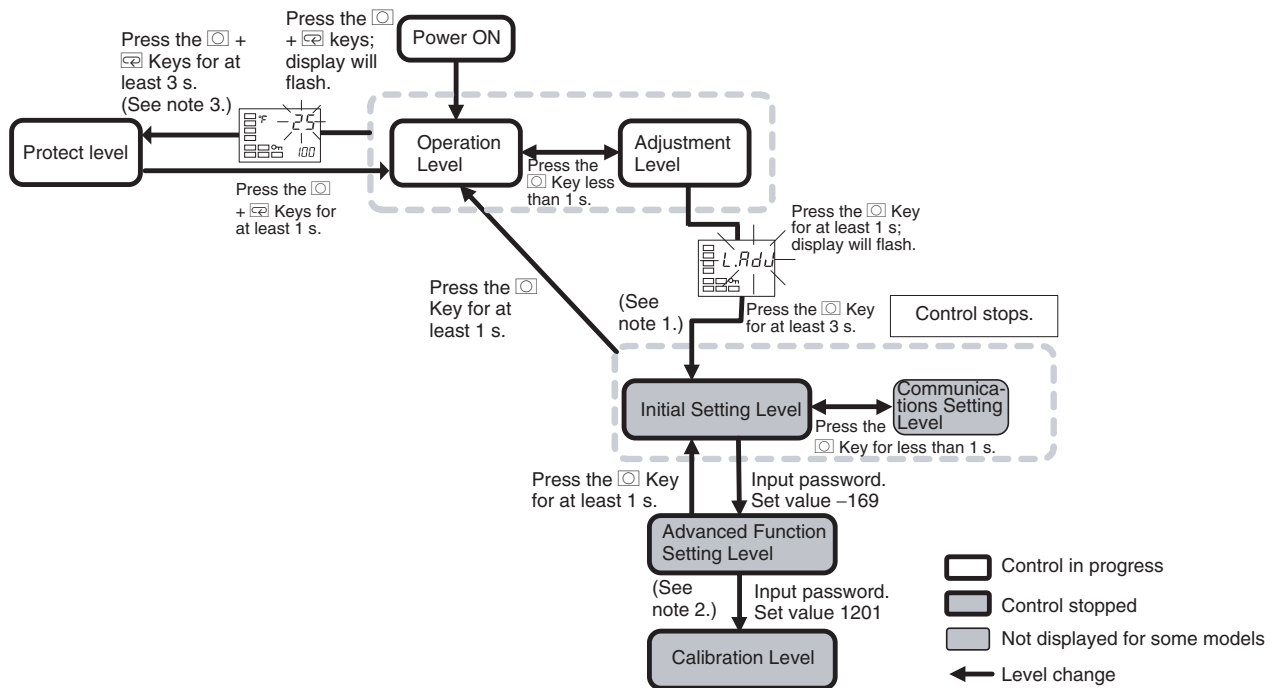 Press the
+ keys;
display will
flash.
Power ON
Press the +
Keys for at
least 3 s.
(See note 3.)
°F 25
100
Protect level
Operation
Level
Adjustment
Level
Press the
Key less
than 1 s.
Press the
+ Keys for
at least 1 s.
Press the Key
for at least 1 s;
display will flash.
L.AdJ
Press the
Key for at
least 1 s.
(See
note 1.)
Press the Key
for at least 3 s.
Control stops.
Initial Setting Level
Communica-
tions Setting
Level
Press the
Key for less than 1 s.
Press the Key
for at least 1 s.
Input password.
Set value –169
Advanced Function
Setting Level
(See
note 2.)
Input password.
Set value 1201
Calibration Level
Control in progress
Control stopped
Not displayed for some models
Level change